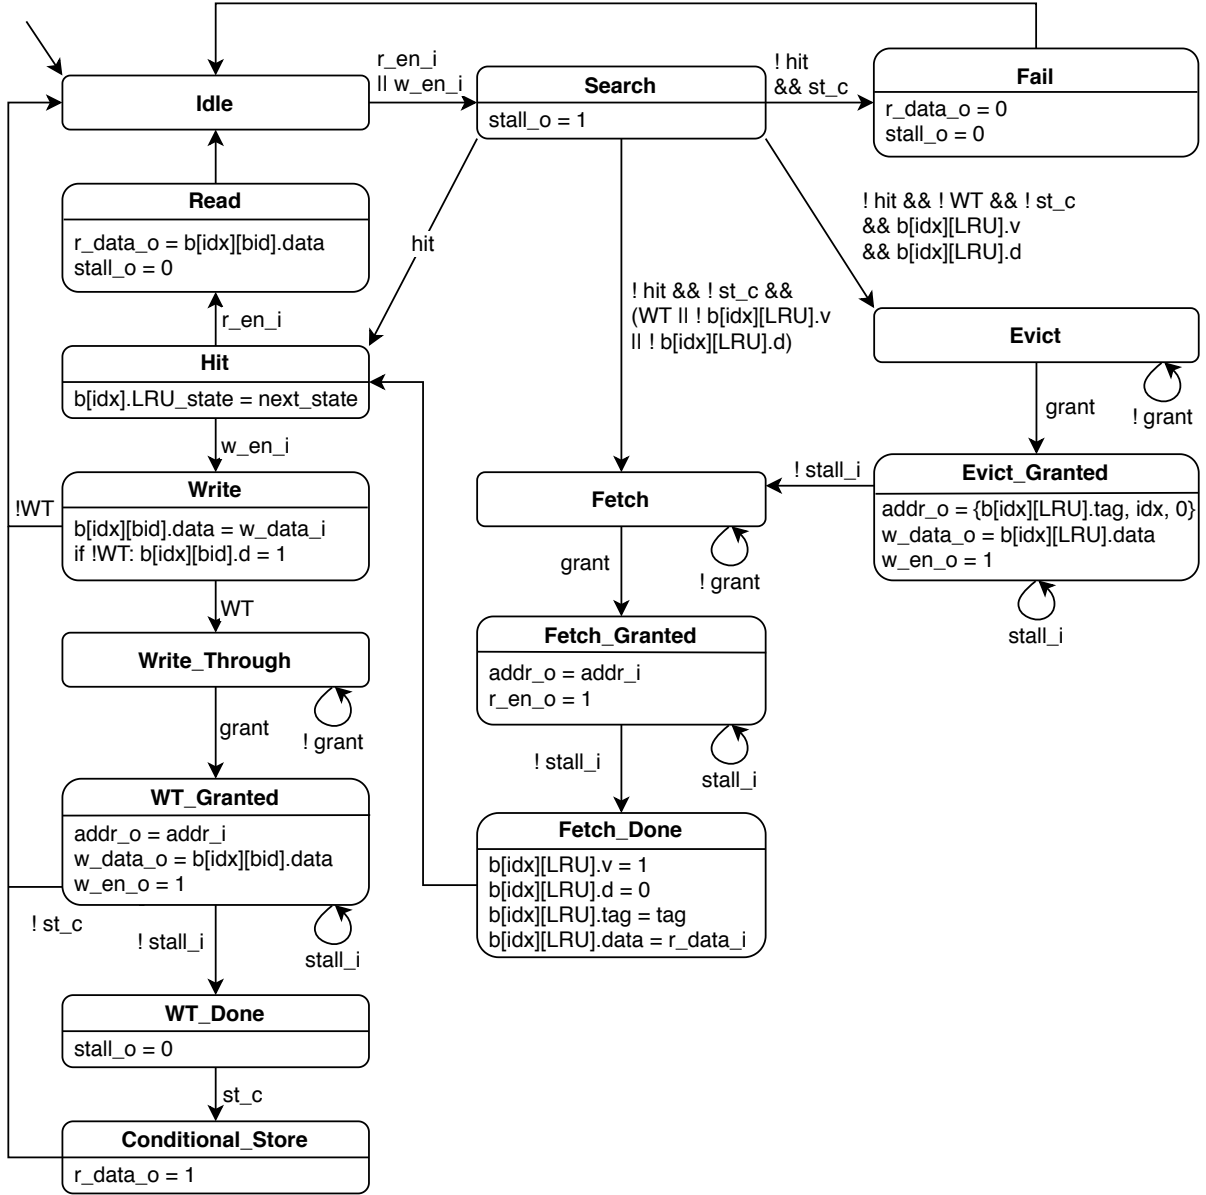 Idle
r_en_i
|| w_en_i
Search
stall_o = 1
! hit
&& st_c
Fail
r_data_o = 0
stall_o = 0
Read
r_data_o = b[idx][bid].data
stall_o = 0
hit
! hit && ! WT && ! st_c
&& b[idx][LRU].v
&& b[idx][LRU].d
r_en_i
! hit && ! st_c &&
(WT || ! b[idx][LRU].v
|| ! b[idx][LRU].d)
Evict
! grant
grant
Hit
b[idx].LRU_state = next_state
w_en_i
Write
b[idx][bid].data = w_data_i
if !WT: b[idx][bid].d = 1
!WT
WT
Fetch
! grant
grant
! stall_i
Evict_Granted
addr_o = {b[idx][LRU].tag, idx, 0}
w_data_o = b[idx][LRU].data
w_en_o = 1
stall_i
Write_Through
! grant
grant
Fetch_Granted
addr_o = addr_i
r_en_o = 1
stall_i
! stall_i
WT_Granted
addr_o = addr_i
w_data_o = b[idx][bid].data
w_en_o = 1
! st_c
! stall_i
stall_i
Fetch_Done
b[idx][LRU].v = 1
b[idx][LRU].d = 0
b[idx][LRU].tag = tag
b[idx][LRU].data = r_data_i
WT_Done
stall_o = 0
st_c
Conditional_Store
r_data_o = 1